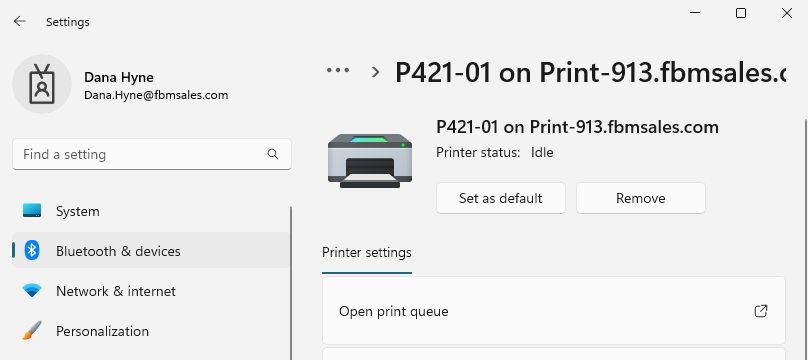 Settings
Dana Hyne
Dana.Hyne@fbmsales.com
Find a setting
System
Bluetooth & devices
Network & internet
Personalization
... > P421-01 on Print-913.fbmsales.c
P421-01 on Print-913.fbmsales.com
Printer status: Idle
Set as default
Remove
Printer settings
Open print queue